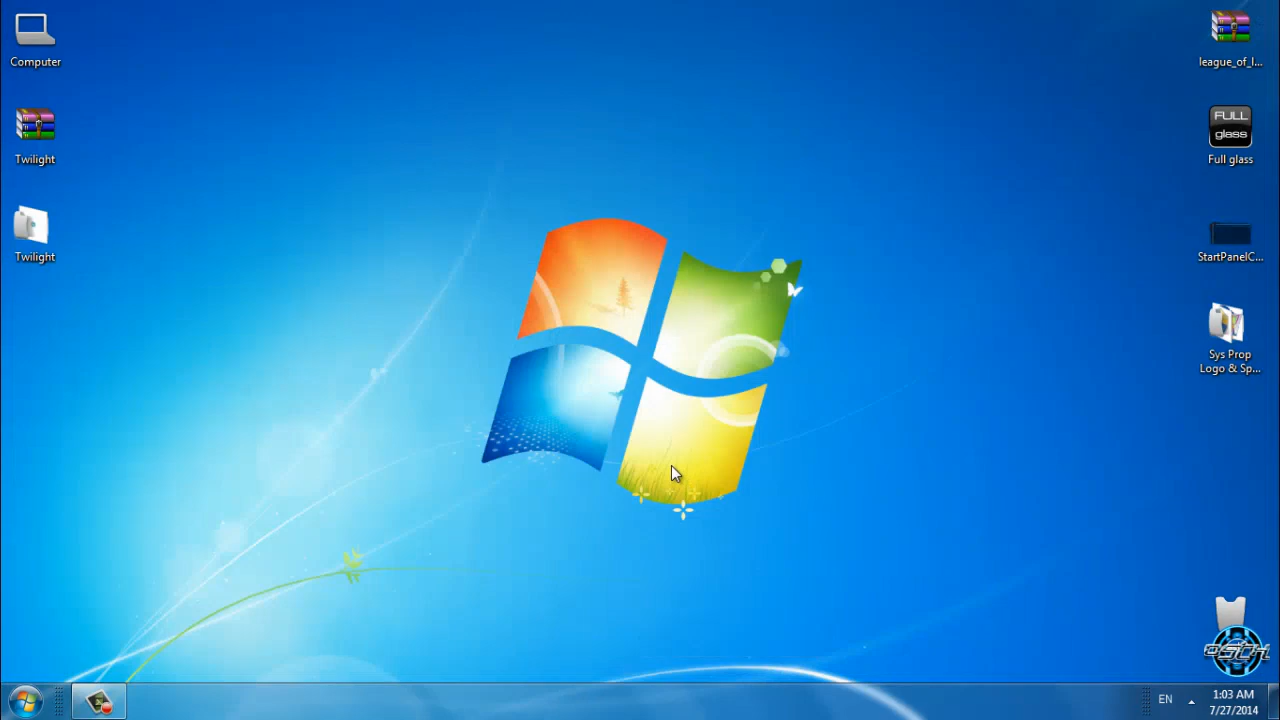 Computer
Twilight
Twilight
league_of_l...
FULL
glass
Full glass
StartPanelC...
Sys Prop
Logo & Sp...
EN
1:03 AM
7/27/2014